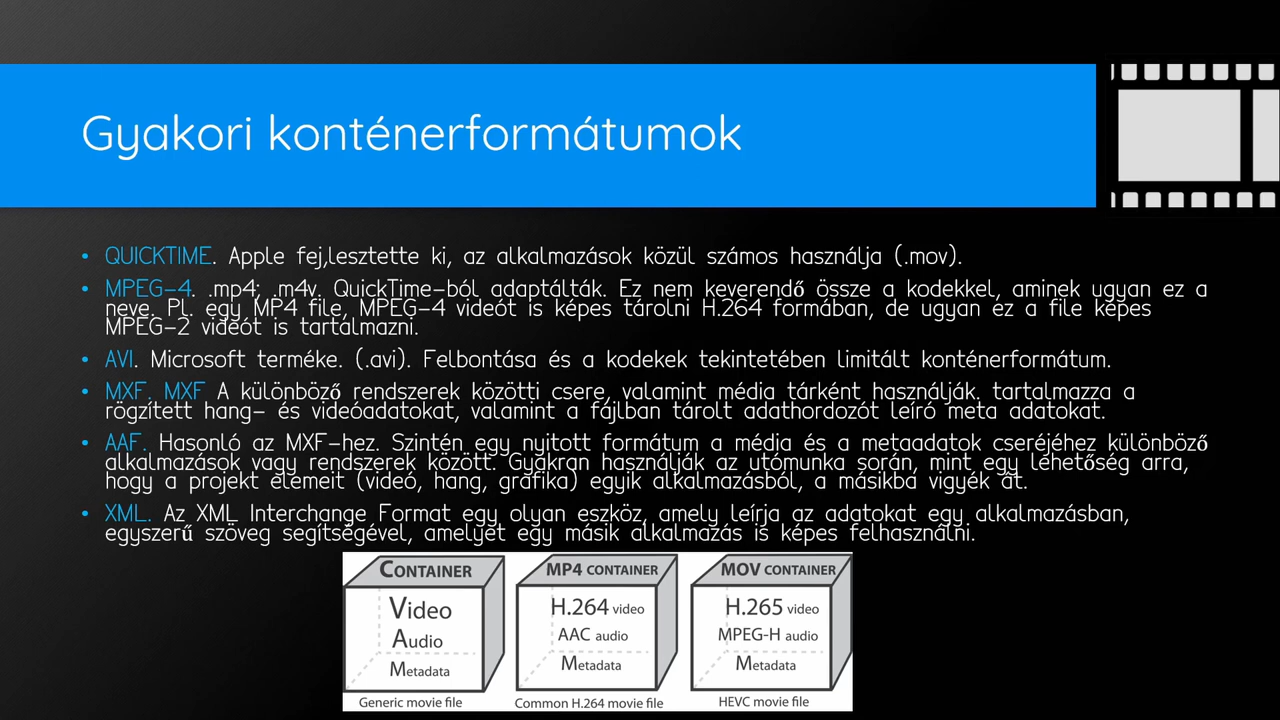 Gyakori konténerformátumok
• QUICKTIME. Apple fej,lesztette ki, az alkalmazások közül számos használja (.mov).
• MPEG-4. .mp4; .m4v. QuickTime-ból adaptálták. Ez nem keverendő össze a kodekkel, aminek ugyan ez a
neve. Pl. egy MP4 file, MPEG-4 videót is képes tárolni H.264 formában, de ugyan ez a file képes
MPEG-2 videót is tartalmazni.
• AVI. Microsoft terméke. (.avi). Felbontása és a kodekek tekintetében limitált konténerformátum.
• MXF. MXF A különböző rendszerek közötti csere, valamint média tárként használják. tartalmazza a
rögzített hang- és videóadatokat, valamint a fájlban tárolt adathordozót leíró meta adatokat.
• AAF. Hasonló az MXF-hez. Szintén egy nyitott formátum a média és a metaadatok cseréjéhez különböző
alkalmazások vagy rendszerek között. Gyakran használják az utómunka során, mint egy lehetőség arra,
hogy a projekt elemeit (videó, hang, grafika) egyik alkalmazásból, a másikba vigyék át.
• XML. Az XML Interchange Format egy olyan eszköz, amely leírja az adatokat egy alkalmazásban,
egyszerű szöveg segítségével, amelyet egy másik alkalmazás is képes felhasználni.
CONTAINER
Video
Audio
Metadata
Generic movie file
MP4 CONTAINER
H.264 video
AAC audio
Metadata
Common H.264 movie file
MOV CONTAINER
H.265 video
MPEG-H audio
Metadata
HEVC movie file